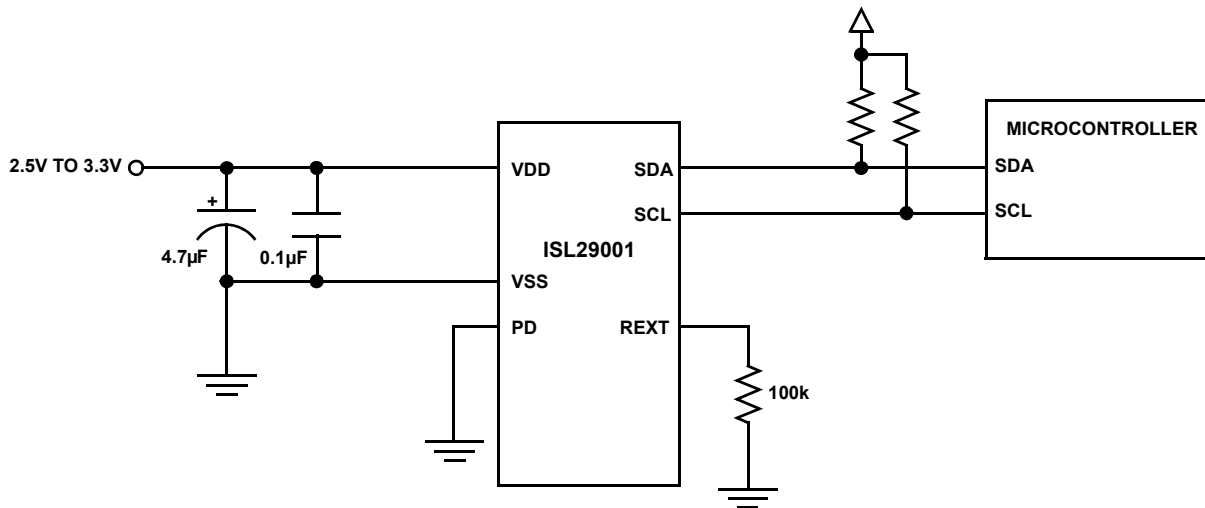 MICROCONTROLLER
2.5V TO 3.3V
VDD
SDA
SDA
+
SCL
SCL
4.7µF
0.1µF
ISL29001
VSS
PD
REXT
100k